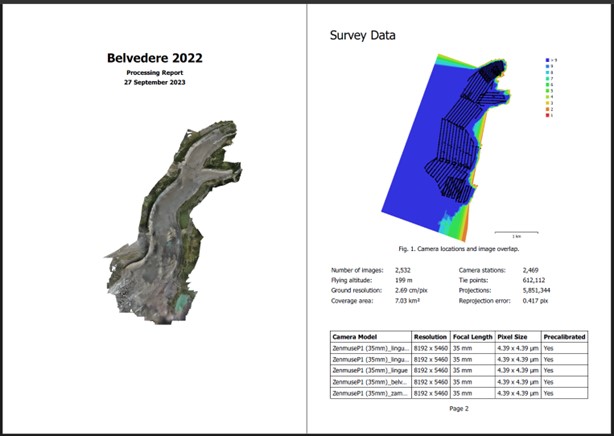 Belvedere 2022
Processing Report
27 September 2023
Survey Data
> 9
9
8
7
6
5
4
3
2
1
1 km
Fig. 1. Camera locations and image overlap.
Number of images: 2,532 Camera stations: 2,469
Flying altitude: 199 m Tie points: 612,112
Ground resolution: 2.69 cm/pix Projections: 5,851,344
Coverage area: 7.03 km² Reprojection error: 0.417 pix
Camera Model Resolution Focal Length Pixel Size Precalibrated
ZenmuseP1 (35mm)_lingu... 8192 x 5460 35 mm 4.39 x 4.39 μm Yes
ZenmuseP1 (35mm)_lingu... 8192 x 5460 35 mm 4.39 x 4.39 μm Yes
ZenmuseP1 (35mm)_lingue 8192 x 5460 35 mm 4.39 x 4.39 μm Yes
ZenmuseP1 (35mm)_belv... 8192 x 5460 35 mm 4.39 x 4.39 μm Yes
ZenmuseP1 (35mm)_zam... 8192 x 5460 35 mm 4.39 x 4.39 μm Yes
Page 2